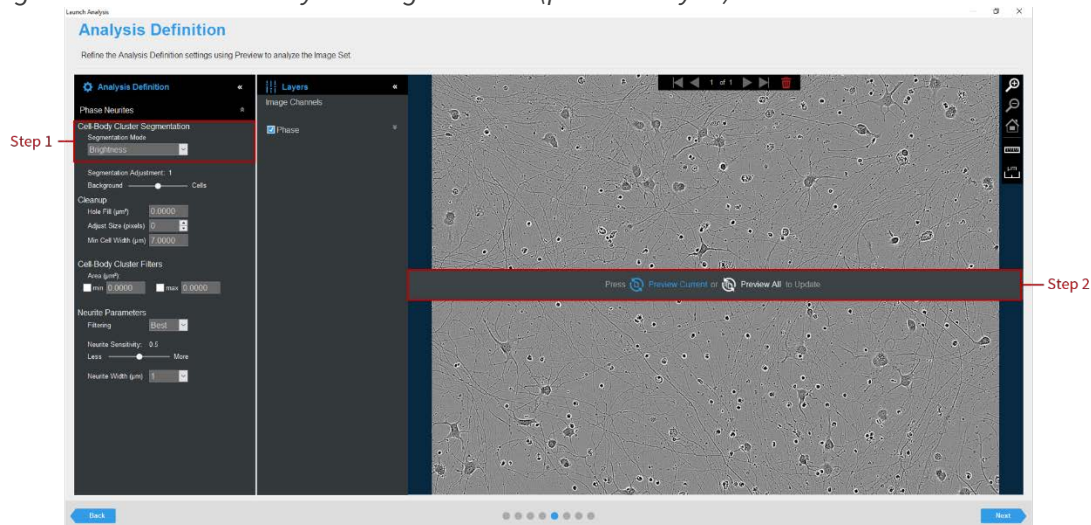 Launch Analysis
Analysis Definition
Refine the Analysis Definition settings using Preview to analyze the Image Set.
Analysis Definition «
Phase Neurites
Cell-Body Cluster Segmentation
Segmentation Mode
Brightness
Segmentation Adjustment: 1
Background Cells
Cleanup
Hole Fill (µm²) 0.0000
Adjust Size (pixels) 0
Min Cell Width (µm) 7.0000
Cell-Body Cluster Filters
Area (µm²)
min 0.0000 max 0.0000
Neurite Parameters
Filtering Best
Neurite Sensitivity: 0.5
Less More
Neurite Width (µm) 1
Layers «
Image Channels
Phase
1 of 1
µm
Press Preview Current or Preview All to Update
Step 1
Step 2
Back
Next